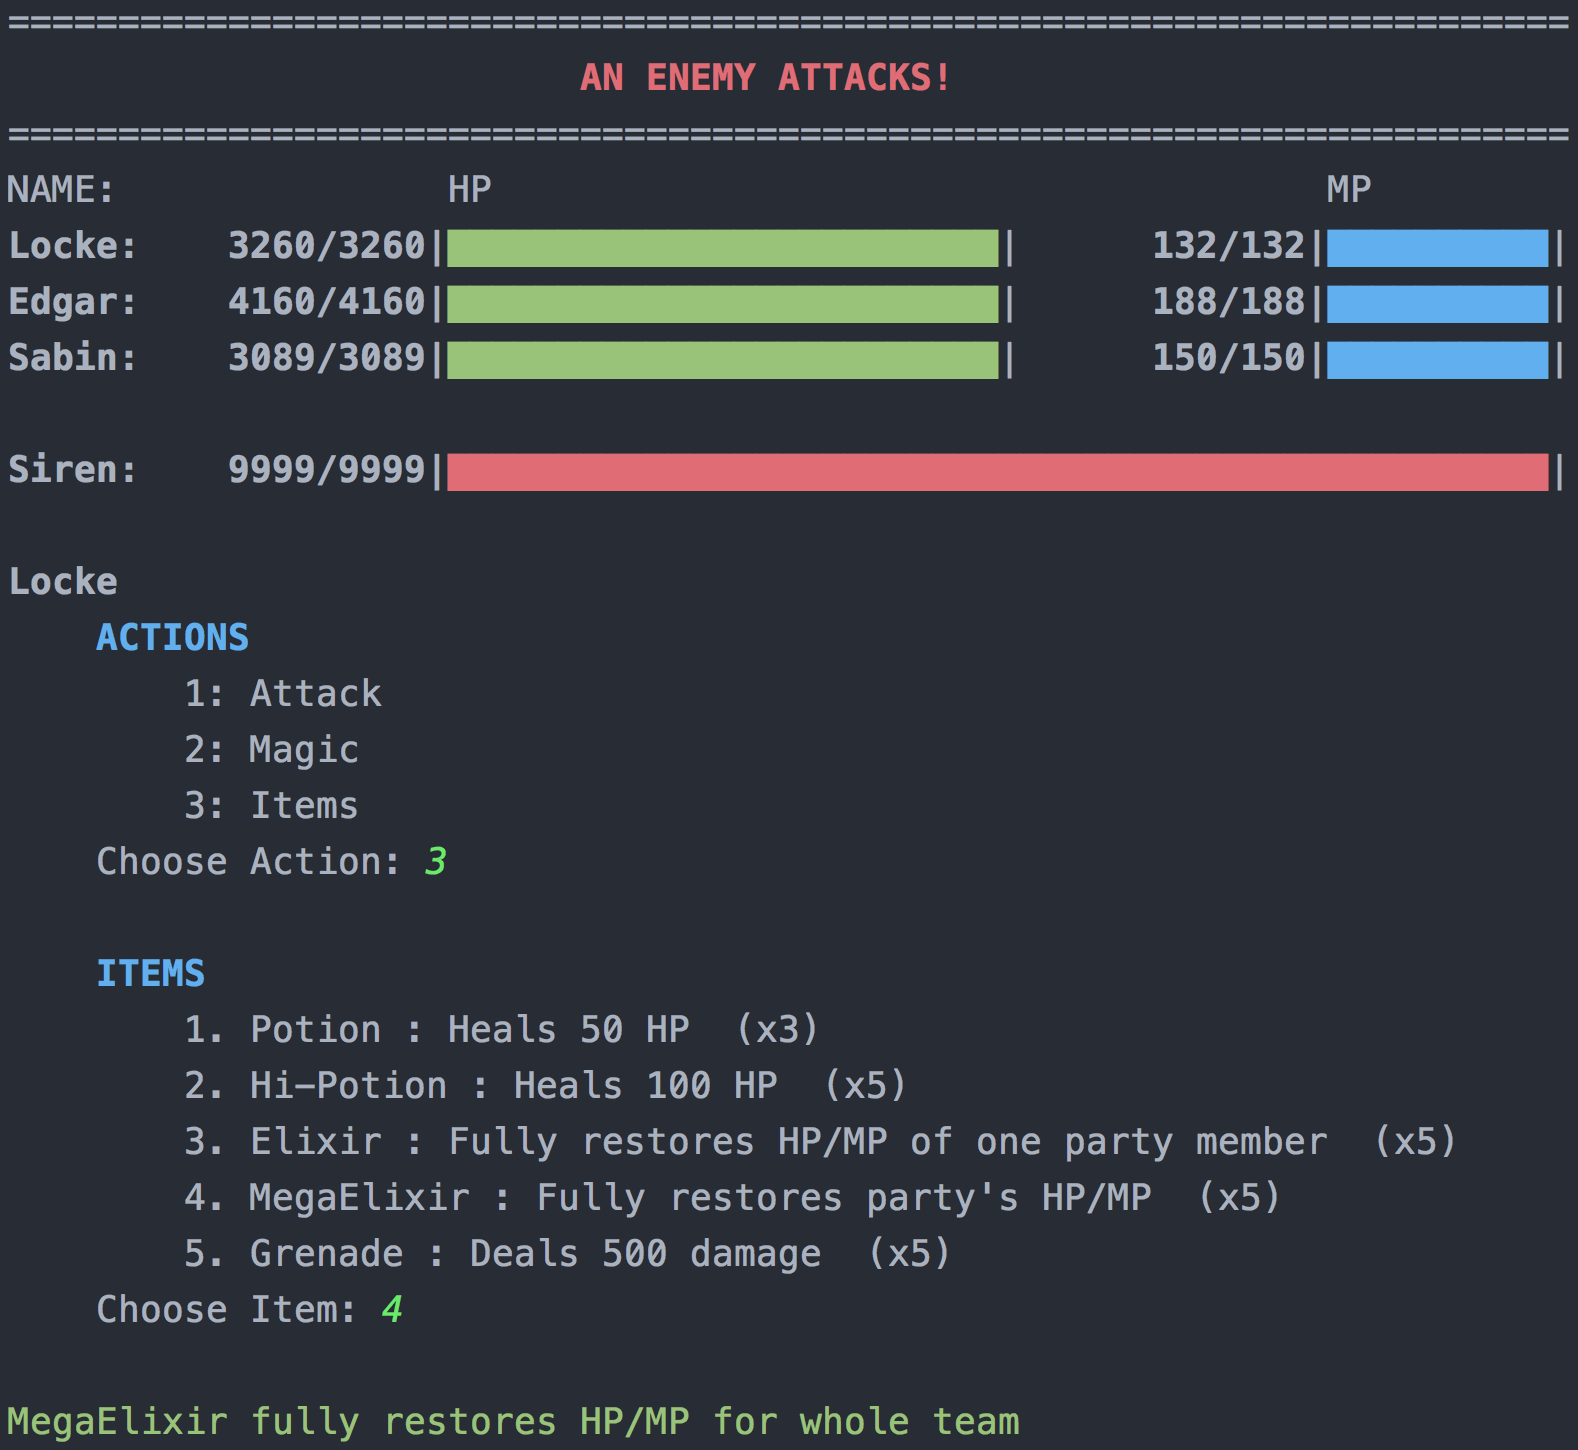 =======================================================================
AN ENEMY ATTACKS!
=======================================================================
NAME: HP MP
Locke: 3260/3260| | 132/132| |
Edgar: 4160/4160| | 188/188| |
Sabin: 3089/3089| | 150/150| |
Siren: 9999/9999| |
Locke
ACTIONS
1: Attack
2: Magic
3: Items
Choose Action: 3
ITEMS
1. Potion : Heals 50 HP (x3)
2. Hi-Potion : Heals 100 HP (x5)
3. Elixir : Fully restores HP/MP of one party member (x5)
4. MegaElixir : Fully restores party's HP/MP (x5)
5. Grenade : Deals 500 damage (x5)
Choose Item: 4
MegaElixir fully restores HP/MP for whole team